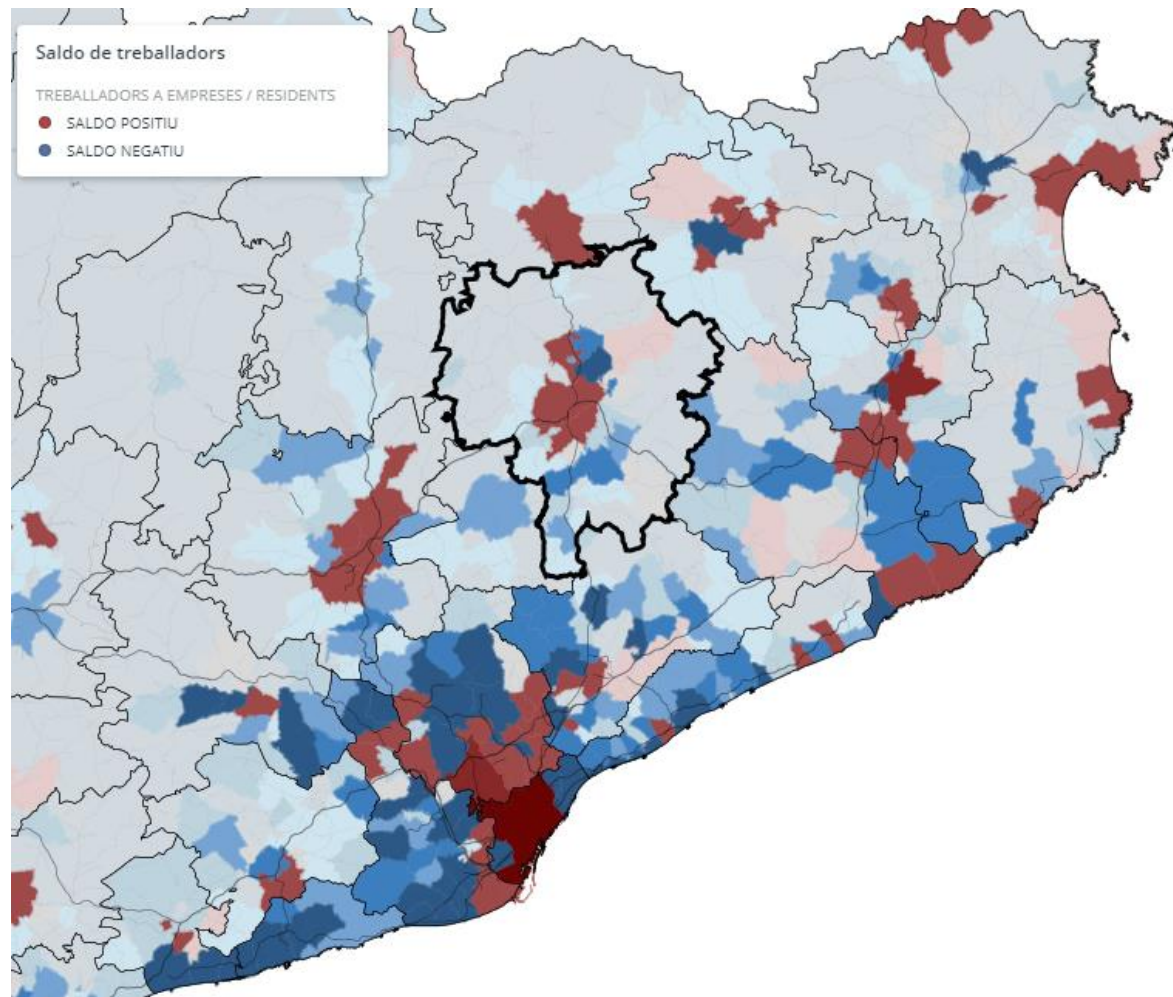 Saldo de treballadors
TREBALLADORS A EMPRESES / RESIDENTS
SALDO POSITIU
SALDO NEGATIU